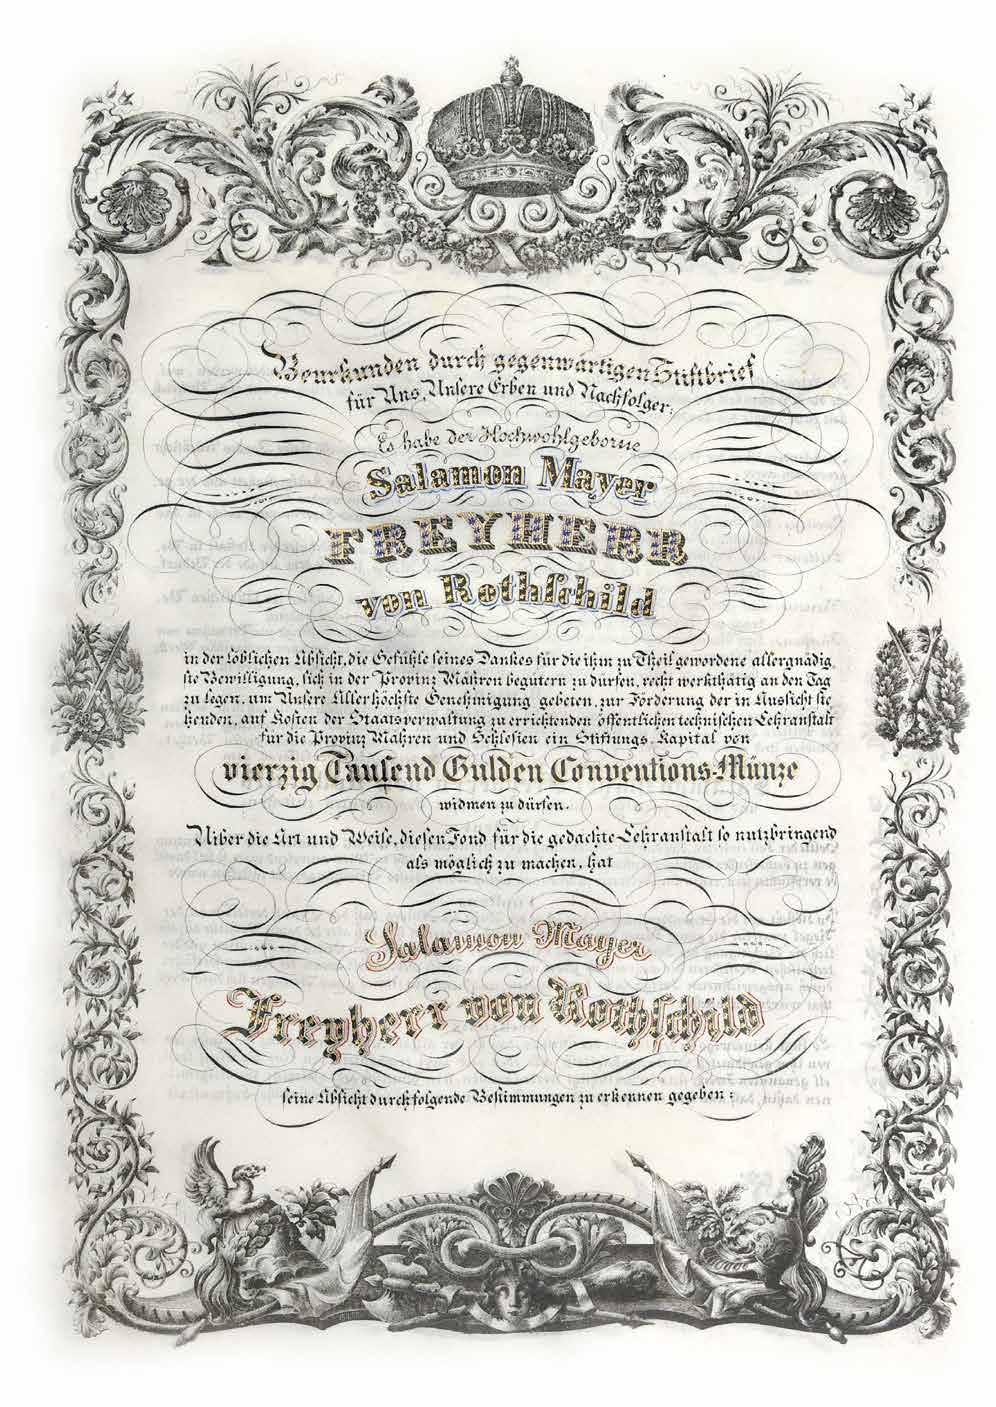 Beurkunden durch gegenwärtigen Stiftbrief
für Uns, Unsere Erben und Nachfolger:
Es habe der Hochwohlgeborne
Salamon Mayer
FREYHERR
von Rothschild
in der löblichen Absicht, die Gefühle seines Dankes für die ihm zu Theil gewordene allergnädig
ste Bewilligung, sich in der Provinz Mähren begütern zu dürfen, recht werkthätig an den Tag
zu legen, um Unsere Allerhöchste Genehmigung gebeten, zur Förderung der in Aussicht ste
henden, auf Kosten der Staatsverwaltung zu errichtenden öffentlichen technischen Lehranstalt
für die Provinz Mähren und Schlesien ein Stiftungs-Kapital von
vierzig Tausend Gulden Conventions-Münze
widmen zu dürfen.
Uiber die Art und Weise, diesen Fond für die gedachte Lehranstalt so nutzbringend
als möglich zu machen, hat
Salamon Mayer
Freyherr von Rothschild
seine Absicht durch folgende Bestimmungen zu erkennen gegeben: